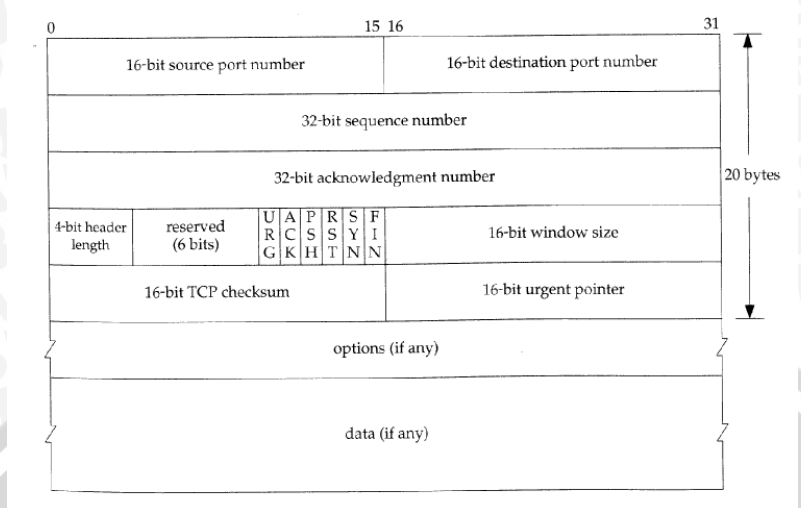 0 15 16 31
16-bit source port number 16-bit destination port number
32-bit sequence number
32-bit acknowledgment number
20 bytes
4-bit header
length
reserved
(6 bits)
U A P R S F
R C S S Y I
G K H T N N
16-bit window size
16-bit TCP checksum 16-bit urgent pointer
options (if any)
data (if any)